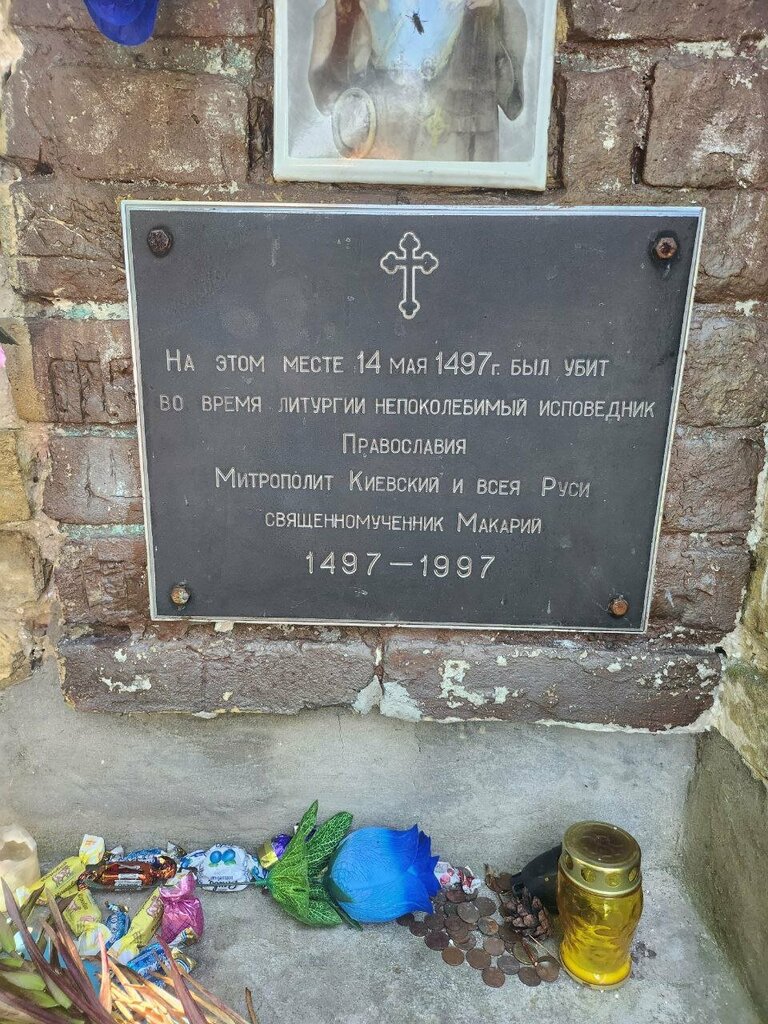 На этом месте 14 мая 1497г. был убит
во время литургии непоколебимый исповедник
Православия
Митрополит Киевский и всея Руси
священномученник Макарий
1497–1997